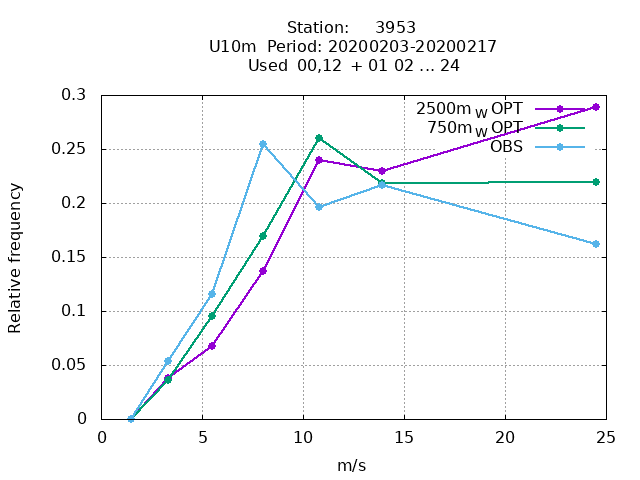 Station: 3953
U10m Period: 20200203-20200217
Used 00,12 + 01 02 ... 24
2500m W OPT
750m W OPT
OBS
0.3
0.25
0.2
0.15
0.1
0.05
0
0 5 10 15 20 25
Relative frequency
m/s